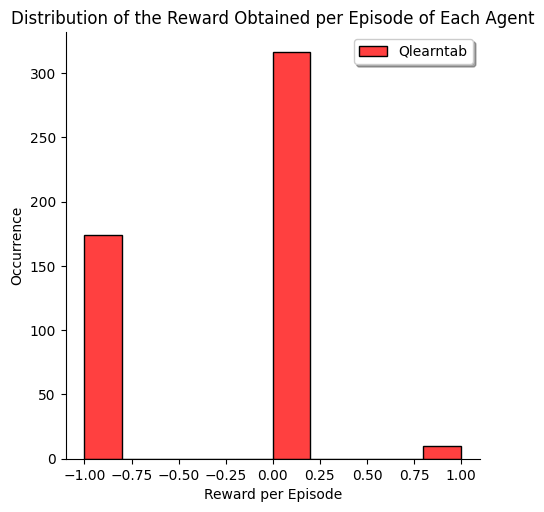 Distribution of the Reward Obtained per Episode of Each Agent
Qlearntab
300
250
200
150
100
50
0
Occurrence
−1.00 −0.75 −0.50 −0.25 0.00 0.25 0.50 0.75 1.00
Reward per Episode